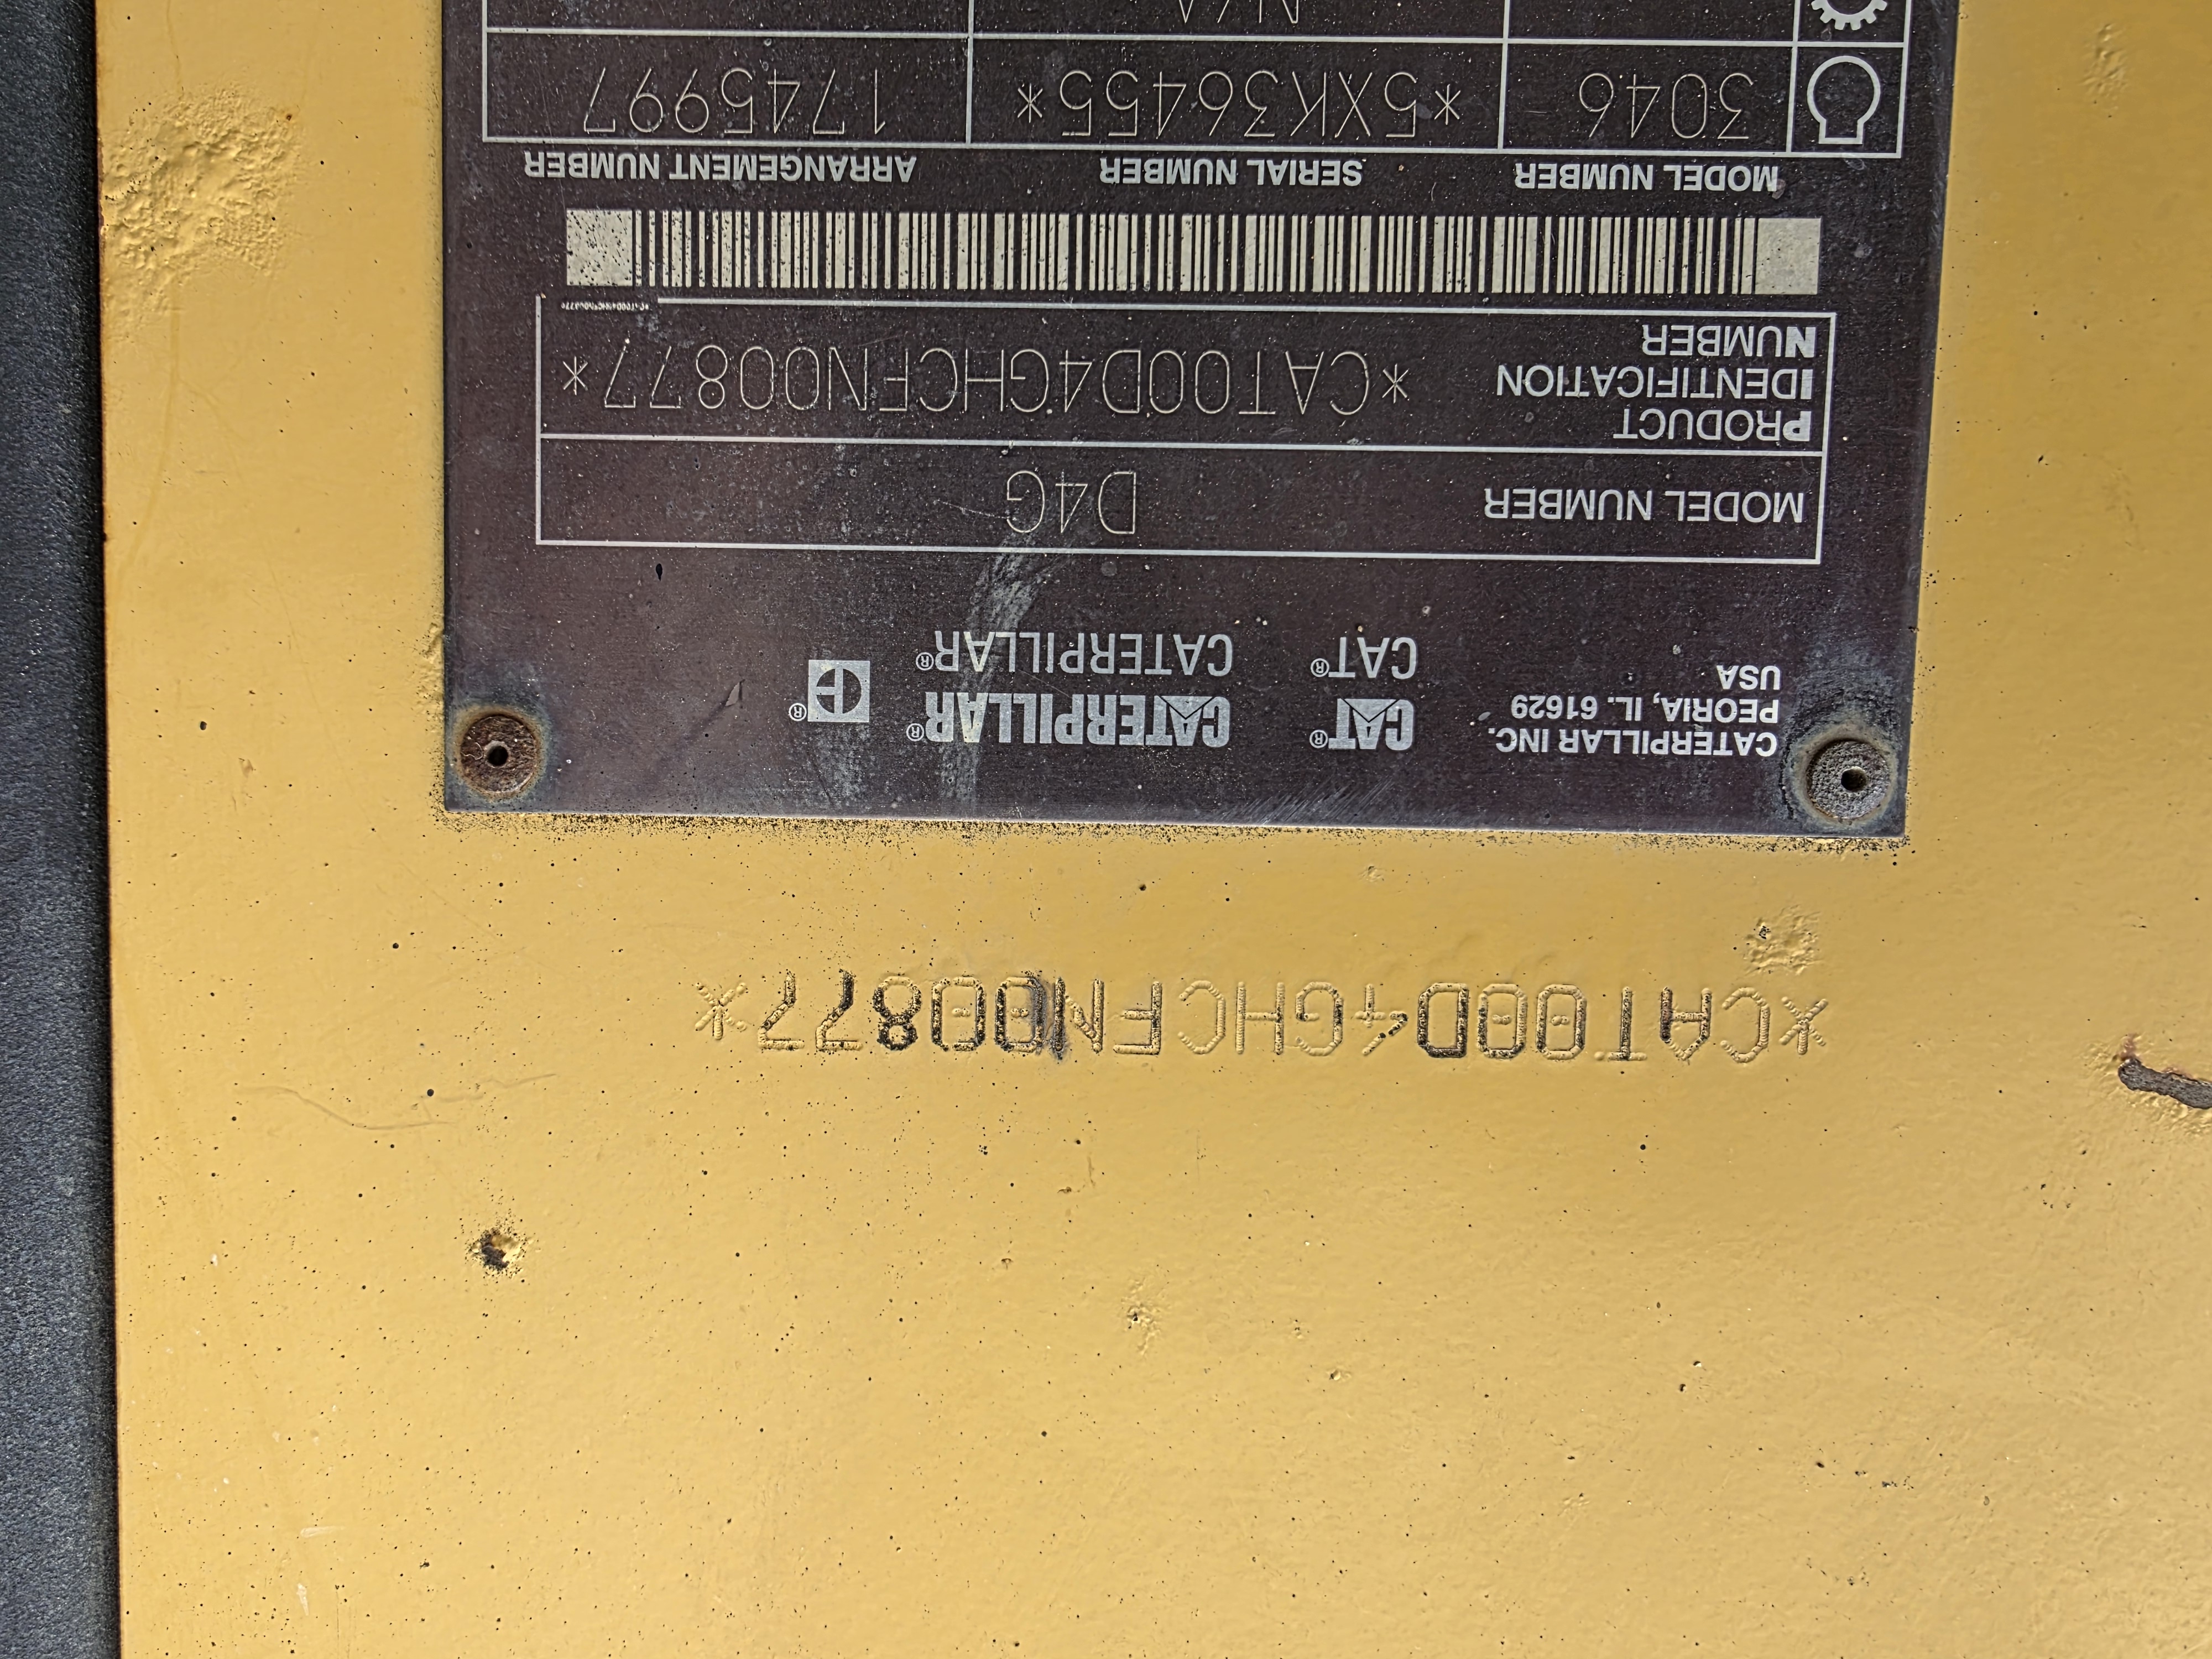 *CAT00D4GHCFN00877*
CATERPILLAR INC.
PEORIA, IL. 61629
USA
CAT®
CATERPILLAR®
®
CAT®
CATERPILLAR®
MODEL NUMBER D4G
PRODUCT
IDENTIFICATION
NUMBER
*CAT00D4GHCFN00877*
*CAT00D4GHCFN00877*
MODEL NUMBER SERIAL NUMBER ARRANGEMENT NUMBER
3046 *5XK36455* 1745997
N/A